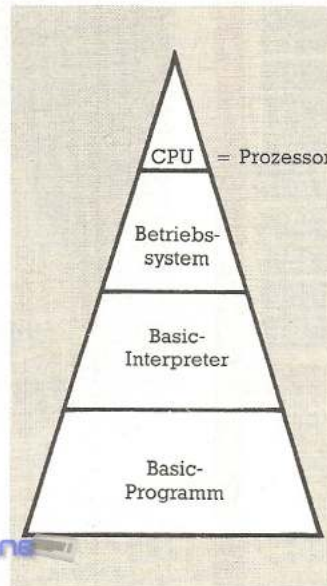 CPU = Prozessor
Betriebs-
system
Basic-
Interpreter
Basic-
Programm